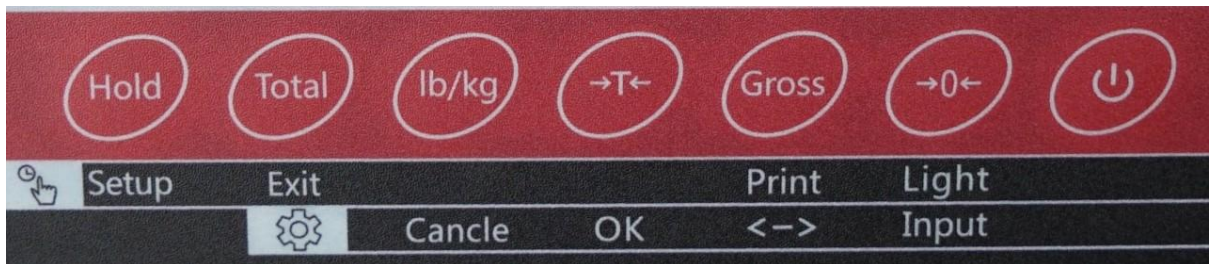 Hold Total lb/kg →T← Gross →0←
Setup Exit Print Light
Cancle OK <-> Input